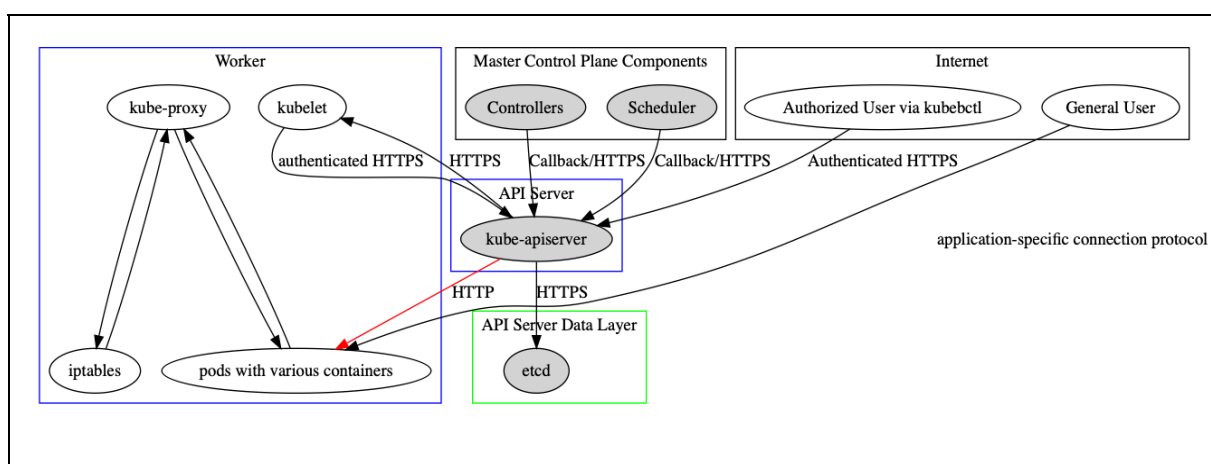 Worker
Master Control Plane Components
Internet
kube-proxy
kubelet
Controllers
Scheduler
Authorized User via kubebctl
General User
authenticated HTTPS
HTTPS
Callback/HTTPS
Callback/HTTPS
Authenticated HTTPS
API Server
kube-apiserver
application-specific connection protocol
HTTP
HTTPS
API Server Data Layer
iptables
pods with various containers
etcd